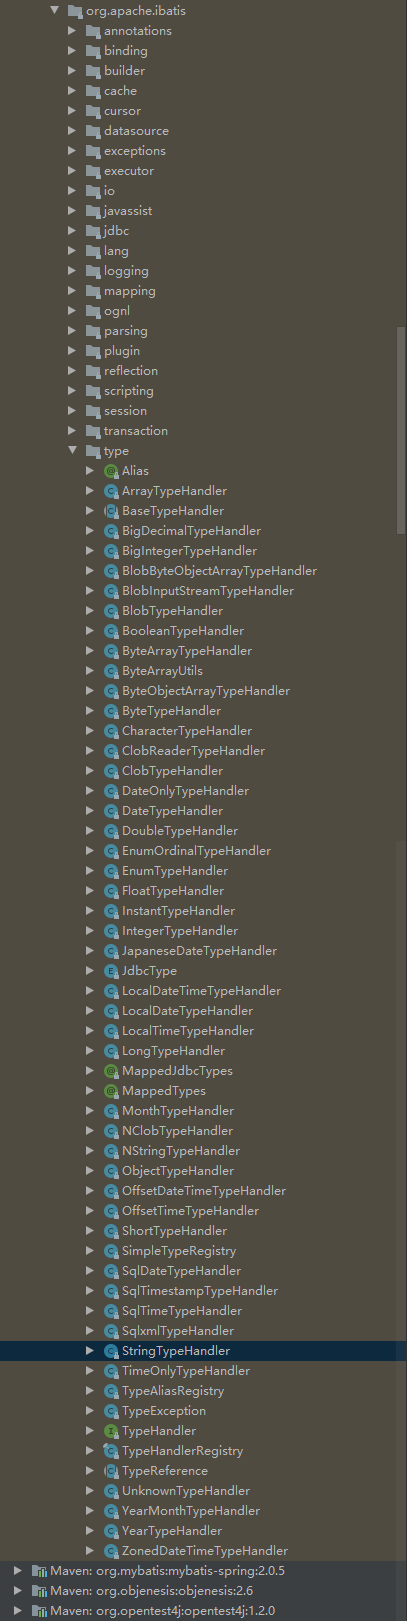 org.apache.ibatis
annotations
binding
builder
cache
cursor
datasource
exceptions
executor
io
javassist
jdbc
lang
logging
mapping
ognl
parsing
plugin
reflection
scripting
session
transaction
type
Alias
ArrayTypeHandler
BaseTypeHandler
BigDecimalTypeHandler
BigIntegerTypeHandler
BlobByteObjectArrayTypeHandler
BlobInputStreamTypeHandler
BlobTypeHandler
BooleanTypeHandler
ByteArrayTypeHandler
ByteArrayUtils
ByteObjectArrayTypeHandler
ByteTypeHandler
CharacterTypeHandler
ClobReaderTypeHandler
ClobTypeHandler
DateOnlyTypeHandler
DateTypeHandler
DoubleTypeHandler
EnumOrdinalTypeHandler
EnumTypeHandler
FloatTypeHandler
InstantTypeHandler
IntegerTypeHandler
JapaneseDateTypeHandler
JdbcType
LocalDateTimeTypeHandler
LocalDateTypeHandler
LocalTimeTypeHandler
LongTypeHandler
MappedJdbcTypes
MappedTypes
MonthTypeHandler
NClobTypeHandler
NStringTypeHandler
ObjectTypeHandler
OffsetDateTimeTypeHandler
OffsetTimeTypeHandler
ShortTypeHandler
SimpleTypeRegistry
SqlDateTypeHandler
SqlTimestampTypeHandler
SqlTimeTypeHandler
SqlxmlTypeHandler
StringTypeHandler
TimeOnlyTypeHandler
TypeAliasRegistry
TypeException
TypeHandler
TypeHandlerRegistry
TypeReference
UnknownTypeHandler
YearMonthTypeHandler
YearTypeHandler
ZonedDateTimeTypeHandler
Maven: org.mybatis:mybatis-spring:2.0.5
Maven: org.objenesis:objenesis:2.6
Maven: org.opentest4j:opentest4j:1.2.0